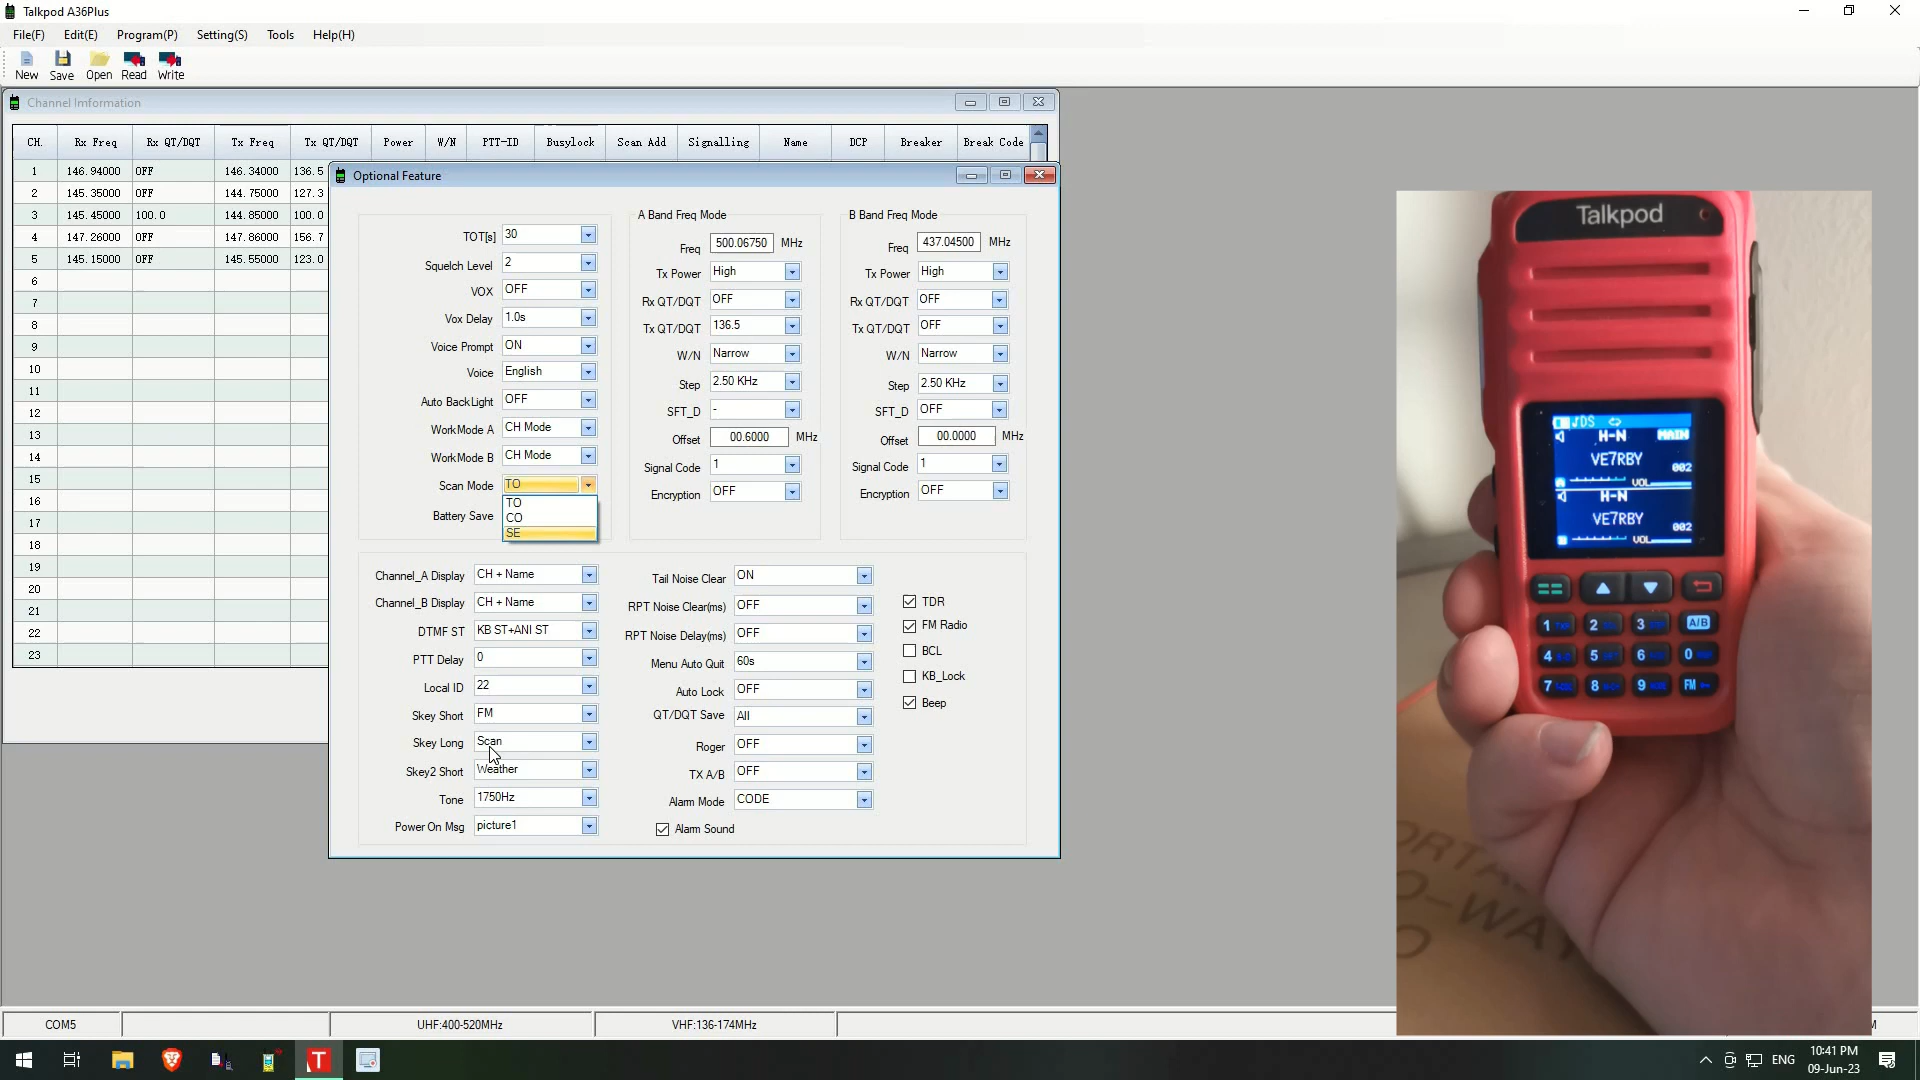 Talkpod A36Plus
File(F) Edit(E) Program(P) Setting(S) Tools Help(H)
New Save Open Read Write
Channel Imformation
CH. Rx Freq Rx QT/DQT Tx Freq Tx QT/DQT Power W/N PTT-ID Busylock Scan Add Signalling Name DCP Breaker Break Code
1 146.94000 OFF 146.34000 136.5
2 145.35000 OFF 144.75000 127.3
3 145.45000 100.0 144.85000 100.0
4 147.26000 OFF 147.86000 156.7
5 145.15000 OFF 145.55000 123.0
6
7
8
9
10
11
12
13
14
15
16
17
18
19
20
21
22
23
Optional Feature
TOT[s] 30
Squelch Level 2
VOX OFF
Vox Delay 1.0s
Voice Prompt ON
Voice English
Auto BackLight OFF
WorkMode A CH Mode
WorkMode B CH Mode
Scan Mode TO
TO
CO
SE
Battery Save
A Band Freq Mode
Freq 500.06750 MHz
Tx Power High
Rx QT/DQT OFF
Tx QT/DQT 136.5
W/N Narrow
Step 2.50 KHz
SFT_D -
Offset 00.6000 MHz
Signal Code 1
Encryption OFF
B Band Freq Mode
Freq 437.04500 MHz
Tx Power High
Rx QT/DQT OFF
Tx QT/DQT OFF
W/N Narrow
Step 2.50 KHz
SFT_D OFF
Offset 00.0000 MHz
Signal Code 1
Encryption OFF
Channel_A Display CH + Name
Channel_B Display CH + Name
DTMF ST KB ST+ANI ST
PTT Delay 0
Local ID 22
Skey Short FM
Skey Long Scan
Skey2 Short Weather
Tone 1750Hz
Power On Msg picture1
Tail Noise Clear ON
RPT Noise Clear(ms) OFF
RPT Noise Delay(ms) OFF
Menu Auto Quit 60s
Auto Lock OFF
QT/DQT Save All
Roger OFF
TX A/B OFF
Alarm Mode CODE
Alarm Sound
TDR
FM Radio
BCL
KB_Lock
Beep
Talkpod
DS
H-N MAIN
VE7RBY 002
VOL
H-N
VE7RBY 002
VOL
1 2 3 A/B
4 5 6 0
7 8 9 FM
COM5 UHF:400-520MHz VHF:136-174MHz
T
ENG
10:41 PM
09-Jun-23